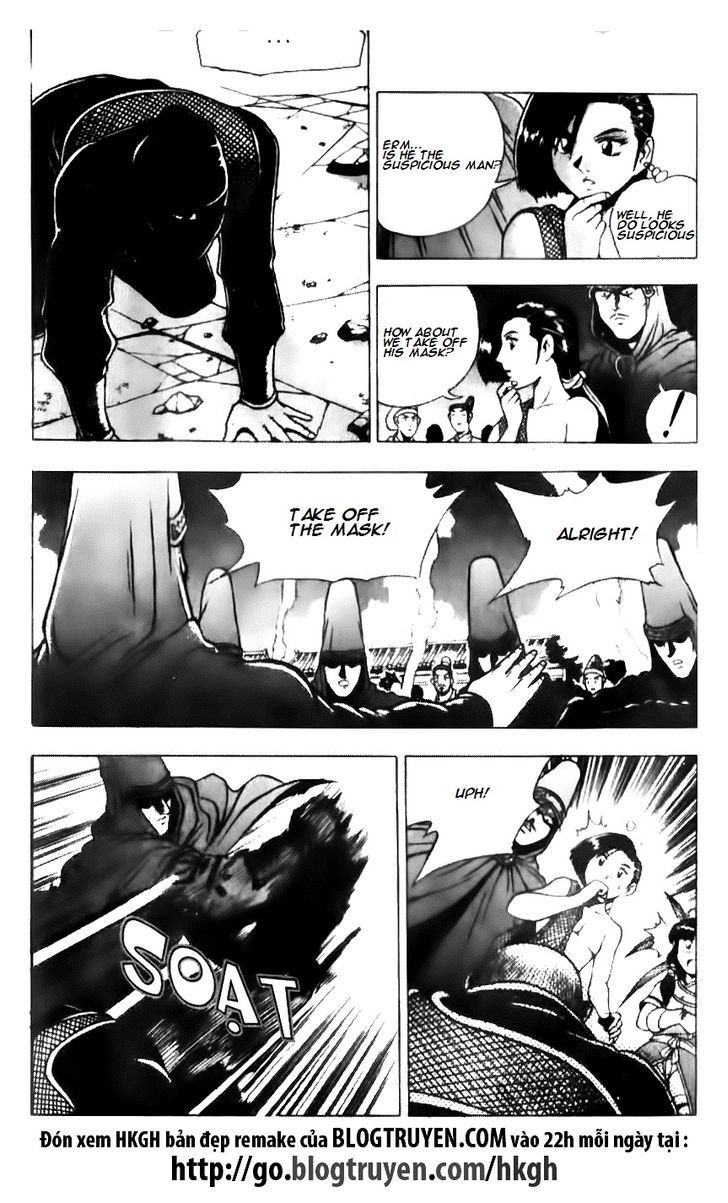 ...
ERM...
IS HE THE
SUSPICIOUS MAN?
WELL, HE
DO LOOKS
SUSPICIOUS
HOW ABOUT
WE TAKE OFF
HIS MASK?
!
TAKE OFF
THE MASK!
ALRIGHT!
SOẠT
UPH!
Đón xem HKGH bản đẹp remake của BLOGTRUYEN.COM vào 22h mỗi ngày tại :
http://go.blogtruyen.com/hkgh